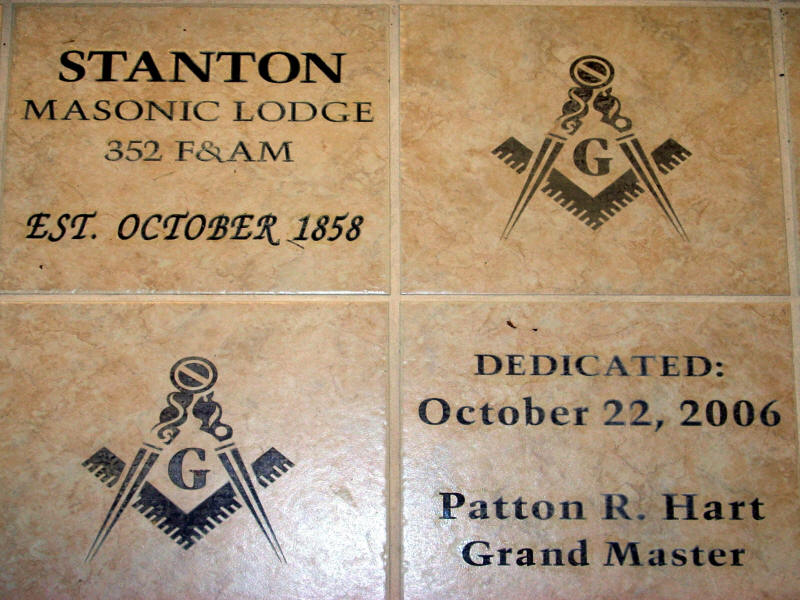 STANTON
MASONIC LODGE
352 F&AM
EST. OCTOBER 1858
G
G
DEDICATED:
October 22, 2006
Patton R. Hart
Grand Master